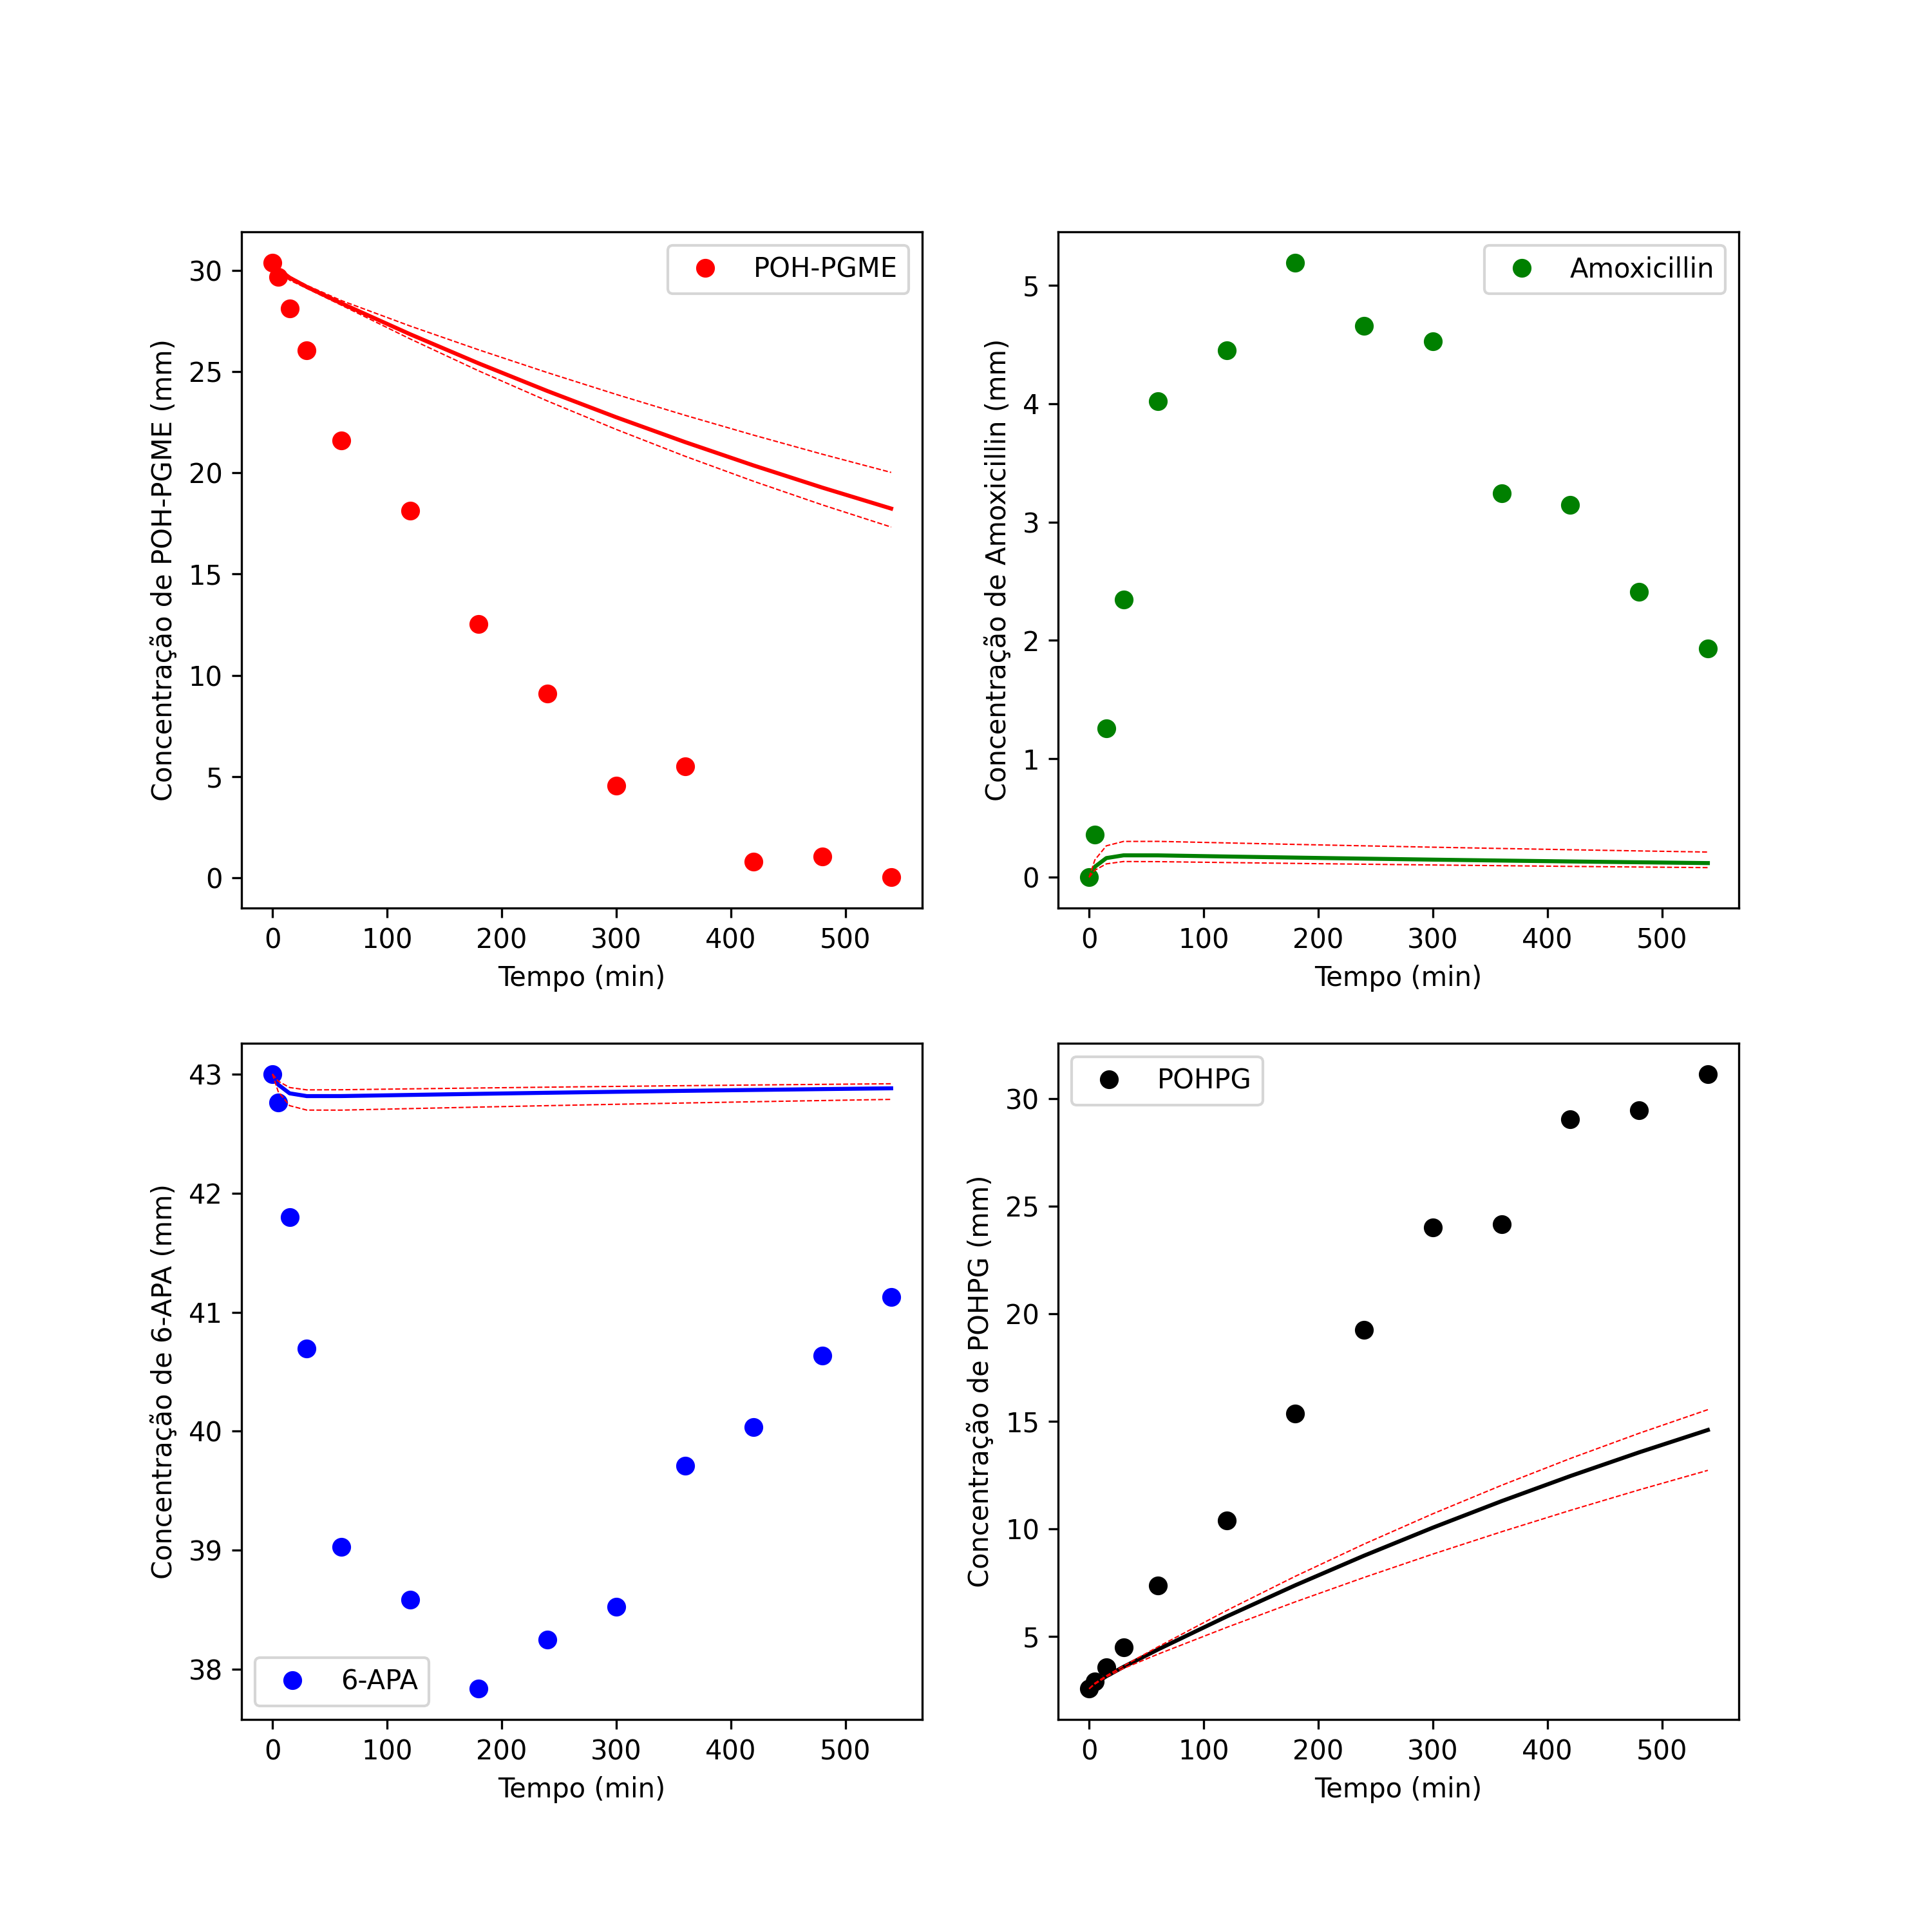 POH-PGME
Concentração de POH-PGME (mm)
30
25
20
15
10
5
0
0 100 200 300 400 500
Tempo (min)
Amoxicillin
Concentração de Amoxicillin (mm)
5
4
3
2
1
0
0 100 200 300 400 500
Tempo (min)
Concentração de 6-APA (mm)
43
42
41
40
39
38
6-APA
0 100 200 300 400 500
Tempo (min)
POHPG
Concentração de POHPG (mm)
30
25
20
15
10
5
0 100 200 300 400 500
Tempo (min)